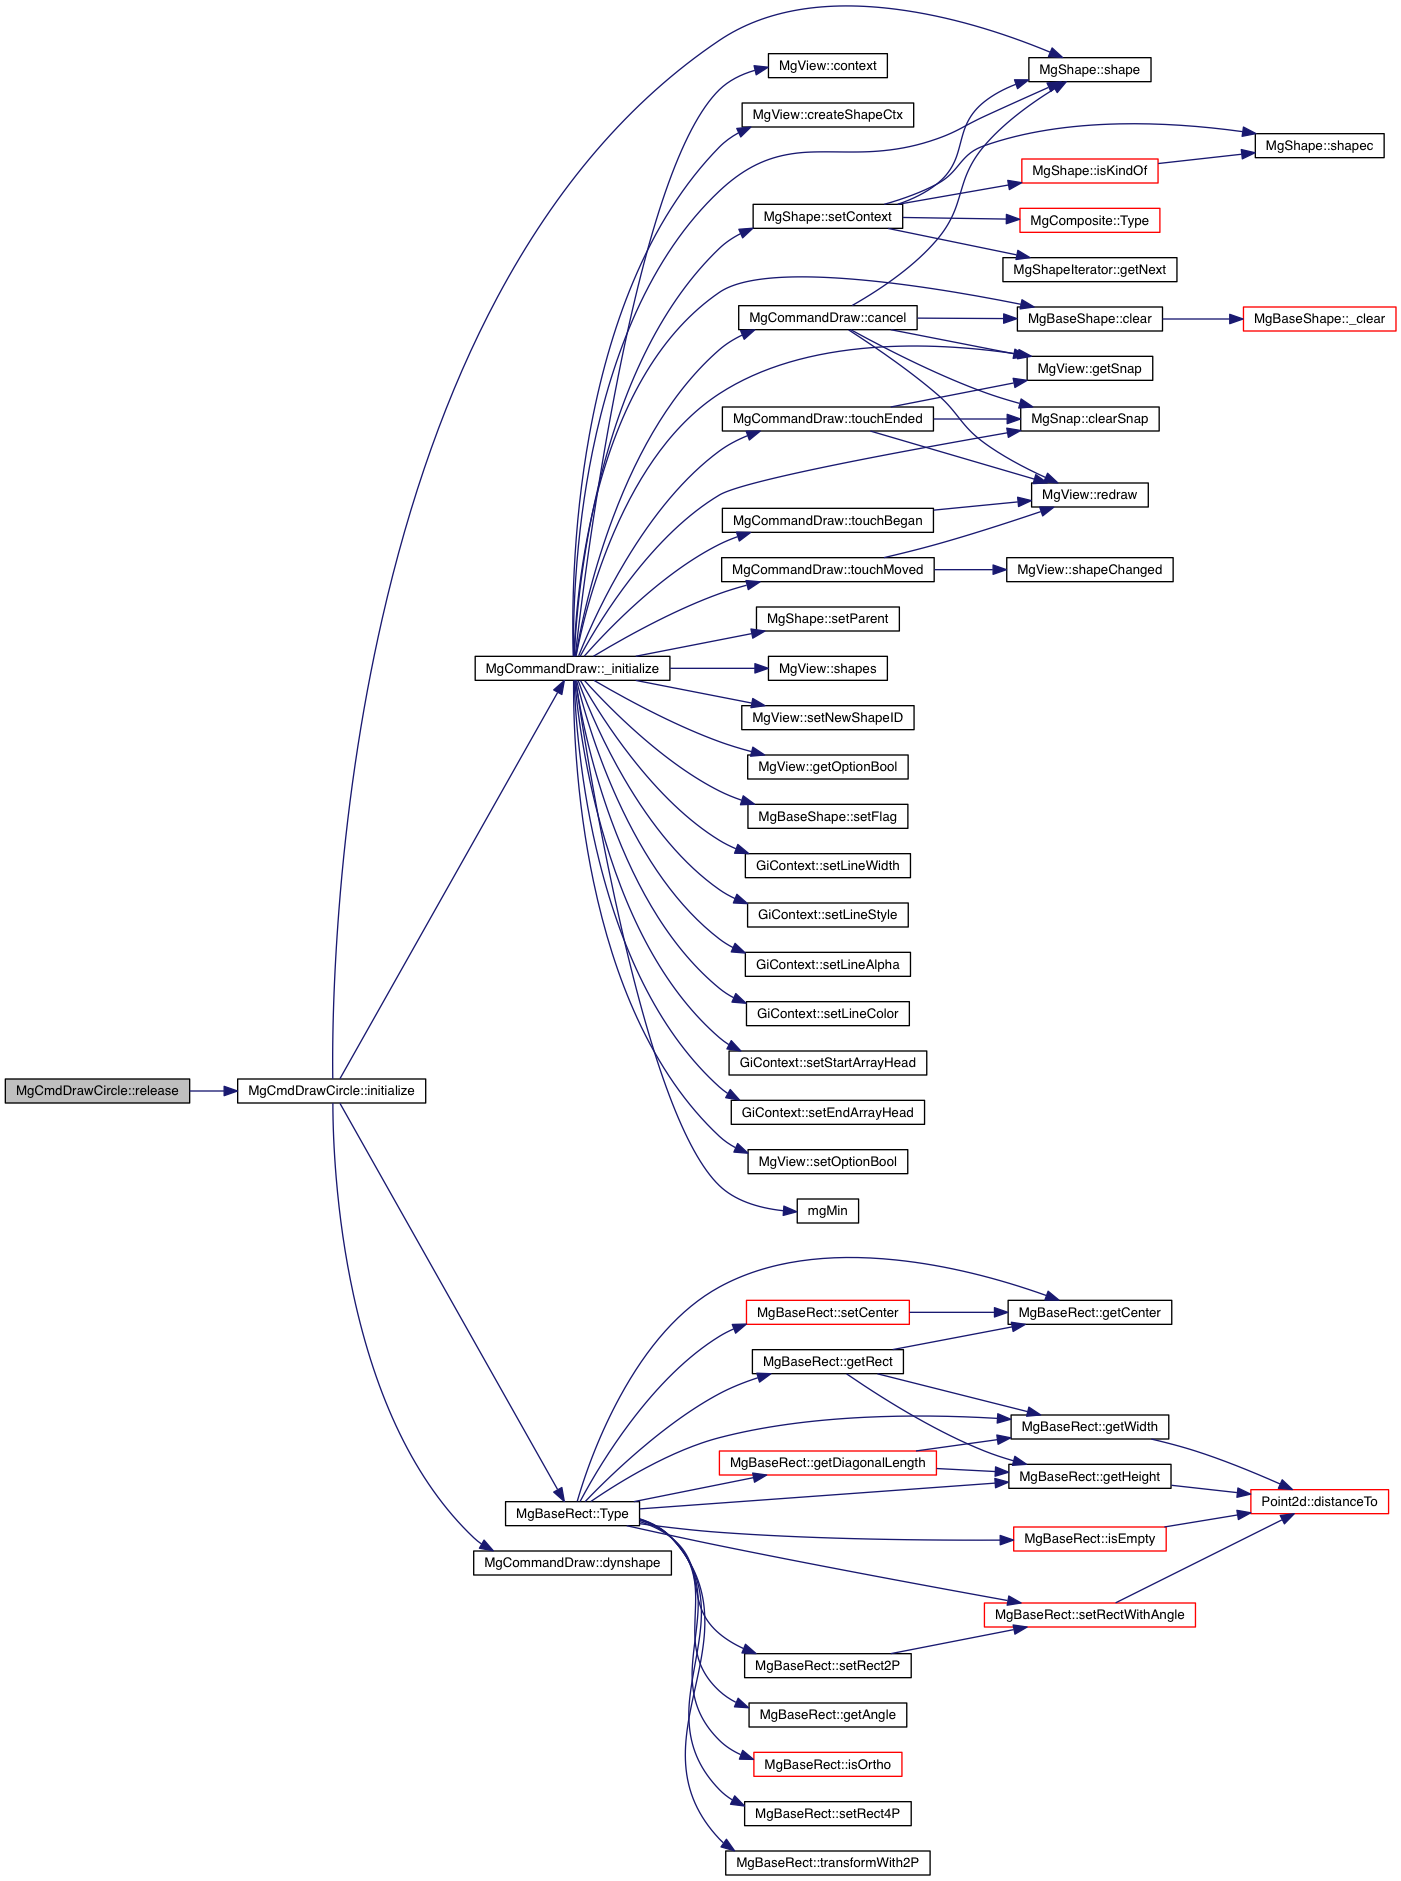 MgShape::shape
MgView::context
MgView::createShapeCtx
MgShape::shapec
MgShape::isKindOf
MgShape::setContext
MgComposite::Type
MgShapeIterator::getNext
MgCommandDraw::cancel
MgBaseShape::clear
MgBaseShape::_clear
MgView::getSnap
MgCommandDraw::touchEnded
MgSnap::clearSnap
MgView::redraw
MgCommandDraw::touchBegan
MgCommandDraw::touchMoved
MgView::shapeChanged
MgShape::setParent
MgCommandDraw::_initialize
MgView::shapes
MgView::setNewShapeID
MgView::getOptionBool
MgBaseShape::setFlag
GiContext::setLineWidth
GiContext::setLineStyle
GiContext::setLineAlpha
GiContext::setLineColor
GiContext::setStartArrayHead
MgCmdDrawCircle::release
MgCmdDrawCircle::initialize
GiContext::setEndArrayHead
MgView::setOptionBool
mgMin
MgBaseRect::setCenter
MgBaseRect::getCenter
MgBaseRect::getRect
MgBaseRect::getWidth
MgBaseRect::getDiagonalLength
MgBaseRect::getHeight
Point2d::distanceTo
MgBaseRect::Type
MgBaseRect::isEmpty
MgCommandDraw::dynshape
MgBaseRect::setRectWithAngle
MgBaseRect::setRect2P
MgBaseRect::getAngle
MgBaseRect::isOrtho
MgBaseRect::setRect4P
MgBaseRect::transformWith2P